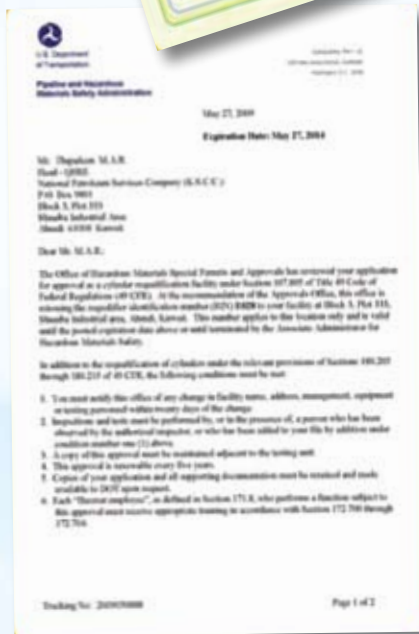 U.S. Department
of Transportation
Pipeline and Hazardous
Materials Safety Administration
May 27, 2009
Expiration Date: May 27, 2014
Mr. M.A.R.
Head - QHSE
National Petroleum Services Company (K.S.C.C.)
P.O. Box 9801
Block 3, Plot
Shuaiba Industrial Area
Ahmadi 61008 Kuwait
Dear Mr. M.A.R.:
The Office of Hazardous Materials Special Permits and Approvals has reviewed your application
for approval as a cylinder requalification facility under Section 107.805 of Title 49 Code of
Federal Regulations (49 CFR). At the recommendation of the Approvals Office, this office is
reissuing the requalifier identification number (RIN) to your facility at Block 3, Plot
Shuaiba Industrial area, Ahmadi, Kuwait. This number applies to this location only and is valid
until the posted expiration date above or until terminated by the Associate Administrator for
Hazardous Materials Safety.
In addition to the requalification of cylinders under the relevant provisions of Sections 180.205
through 180.215 of 49 CFR, the following conditions must be met:
1. You must notify this office of any change in facility name, address, management, equipment
or testing personnel within twenty days of the change.
2. Inspections and tests must be performed by, or in the presence of, a person who has been
observed by the authorized inspector, or who has been added to your file by addition under
condition number one (1) above.
3. A copy of this approval must be maintained adjacent to the testing unit.
4. This approval is renewable every five years.
5. Copies of your application and all supporting documentation must be retained and made
available to DOT upon request.
6. Each "Hazmat employee", as defined in Section 171.8, who performs a function subject to
this approval must receive appropriate training in accordance with Section 172.700 through
172.704.
Tracking No:
Page 1 of 2